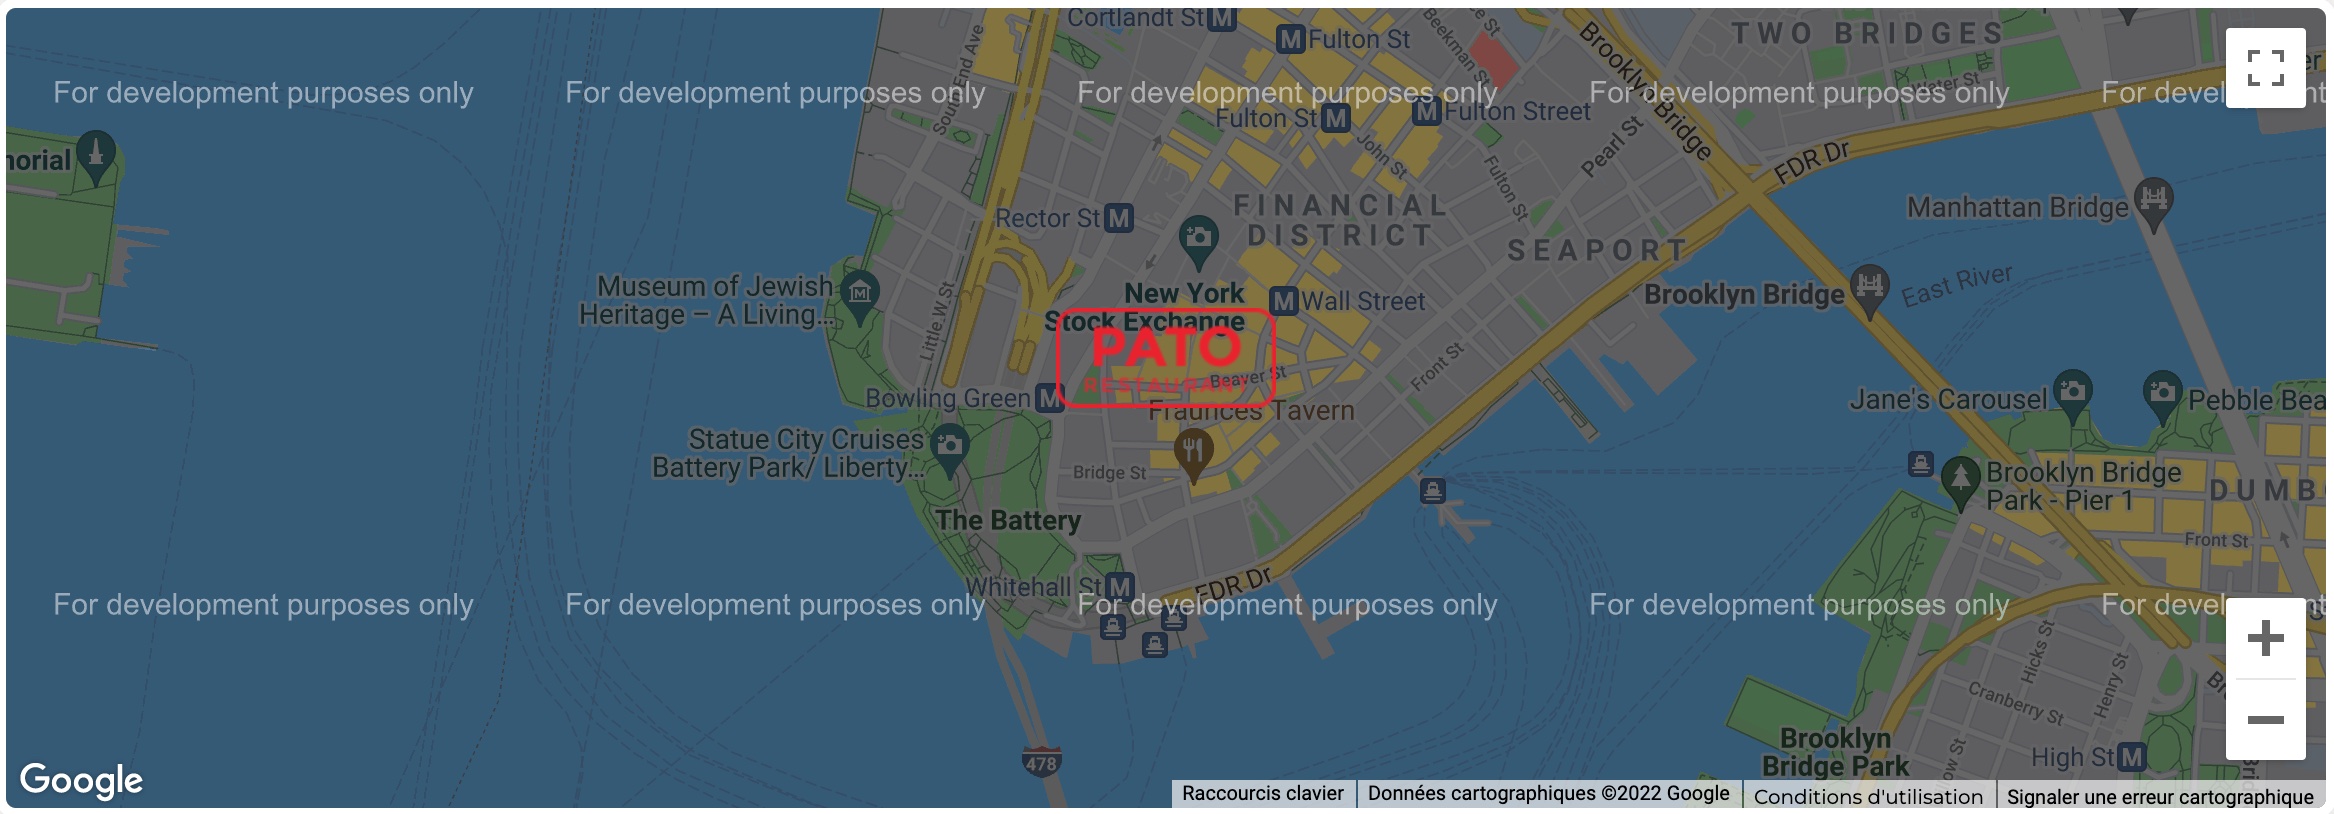 Cortlandt St
Fulton St
Beekman St
South End Ave
Brooklyn Bridge
TWO BRIDGES
Water St
For development purposes only
For development purposes only
For development purposes only
For development purposes only
For devel
Fulton St
Fulton Street
John St
Fulton St
Pearl St
FDR Dr
norial
Rector St
FINANCIAL
DISTRICT
SEAPORT
Manhattan Bridge
Museum of Jewish
Heritage – A Living...
Little W St
New York
Stock Exchange
Wall Street
Brooklyn Bridge
East River
PATO
RESTAURANT
Beaver St
Front St
Bowling Green
Fraunces Tavern
Jane's Carousel
Pebble Bea
Statue City Cruises
Battery Park/ Liberty...
Bridge St
Brooklyn Bridge
Park - Pier 1
DUMB
The Battery
Front St
Whitehall St
FDR Dr
For development purposes only
For development purposes only
For development purposes only
For development purposes only
For devel
Hicks St
Henry St
Cranberry St
Brooklyn
Bridge Park
High St
478
Google
Raccourcis clavier
Données cartographiques ©2022 Google
Conditions d'utilisation
Signaler une erreur cartographique